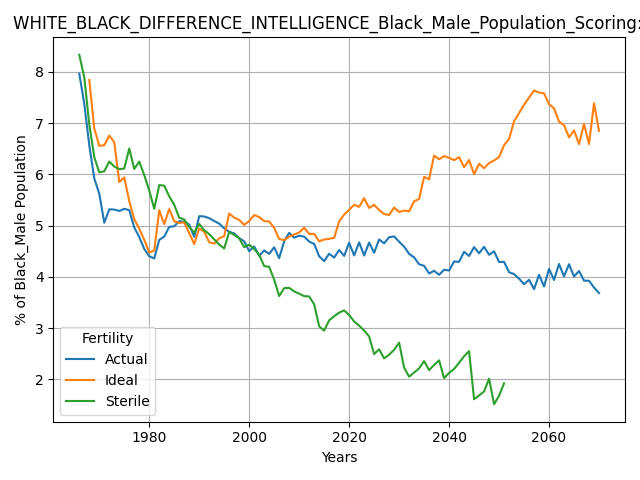 WHITE_BLACK_DIFFERENCE_INTELLIGENCE_Black_Male_Population_Scoring:
% of Black_Male Population
8
7
6
5
4
3
2
Fertility
Actual
Ideal
Sterile
1980 2000 2020 2040 2060
Years